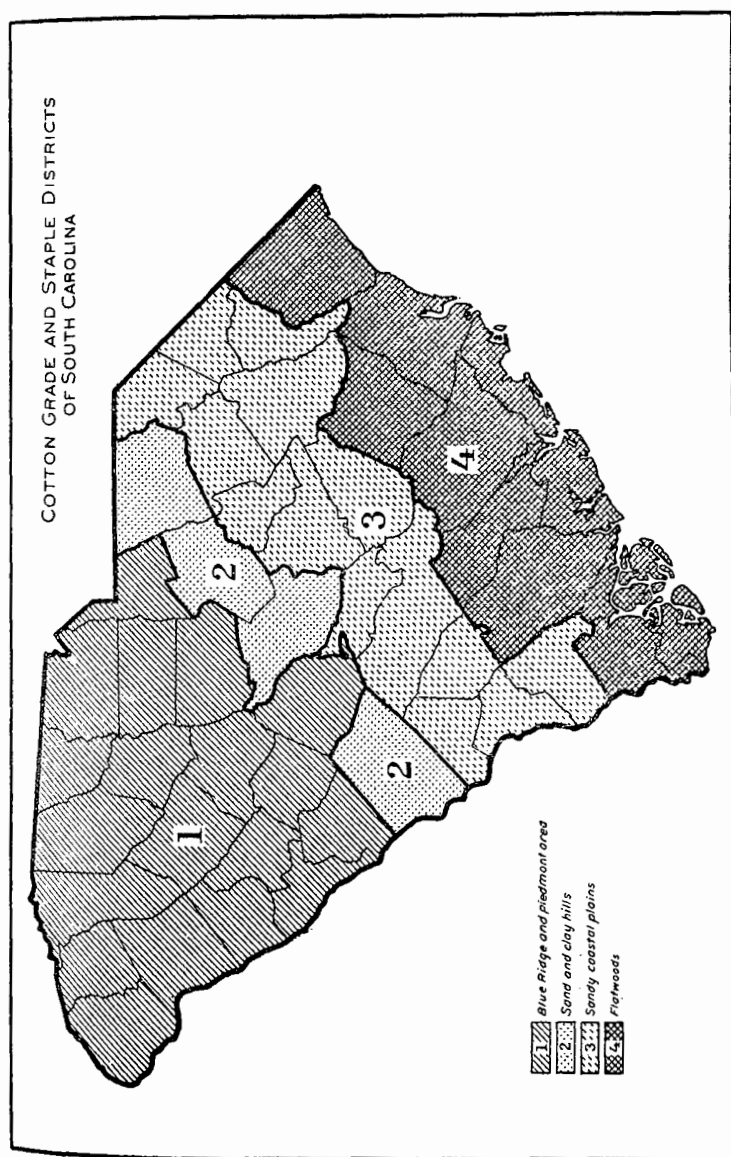 COTTON GRADE AND STAPLE DISTRICTS
OF SOUTH CAROLINA
1
2
3
4
2
1 Blue Ridge and piedmont area
2 Sand and clay hills
3 Sandy coastal plains
4 Flatwoods